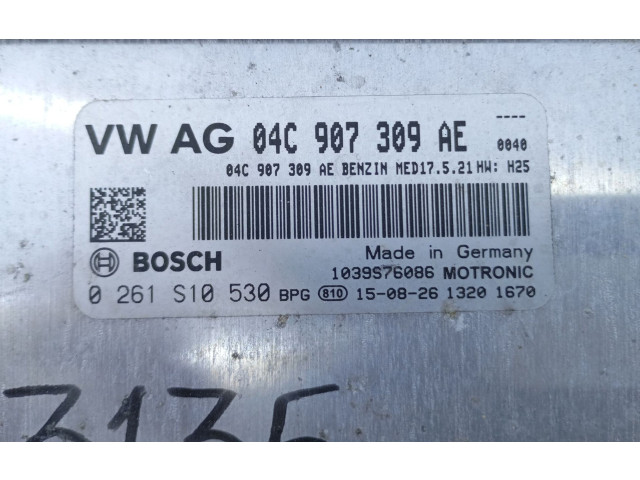 ----
VW AG 04C 907 309 AE 0040
04C 907 309 AE BENZIN MED17.5.21 HW: H25
BOSCH
Made in Germany
1039S76086 MOTRONIC
0 261 S10 530 BPG 810 15-08-26 1320 1670
3135